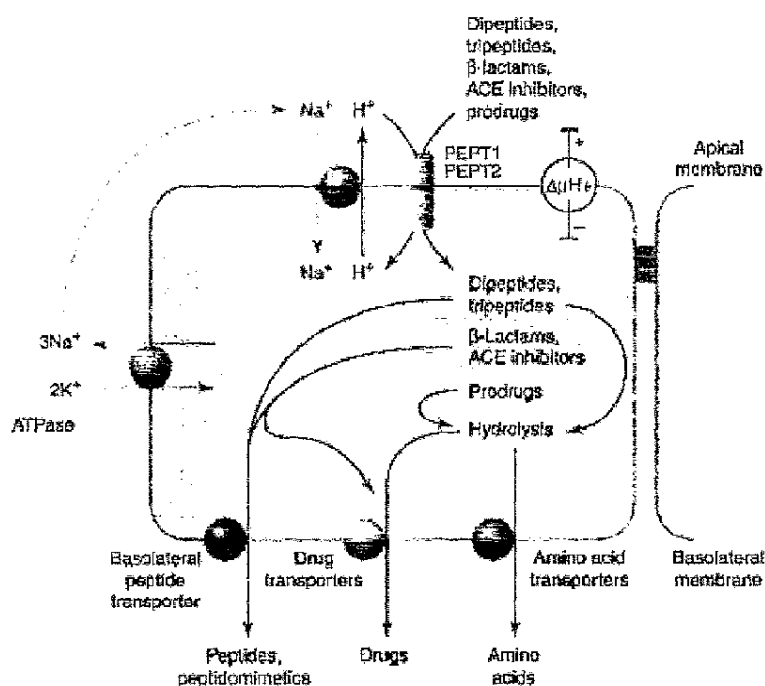 Dipeptides,
tripeptides,
β-lactams,
ACE inhibitors,
prodrugs
Na⁺ H⁺
PEPT1
PEPT2
ΔμH+
+
−
Apical
membrane
Na⁺ H⁺
Dipeptides,
tripeptides
β-Lactams,
ACE inhibitors
Prodrugs
Hydrolysis
3Na⁺
2K⁺
ATPase
Basolateral
peptide
transporter
Drug
transporters
Amino acid
transporters
Basolateral
membrane
Peptides,
peptidomimetics
Drugs
Amino
acids